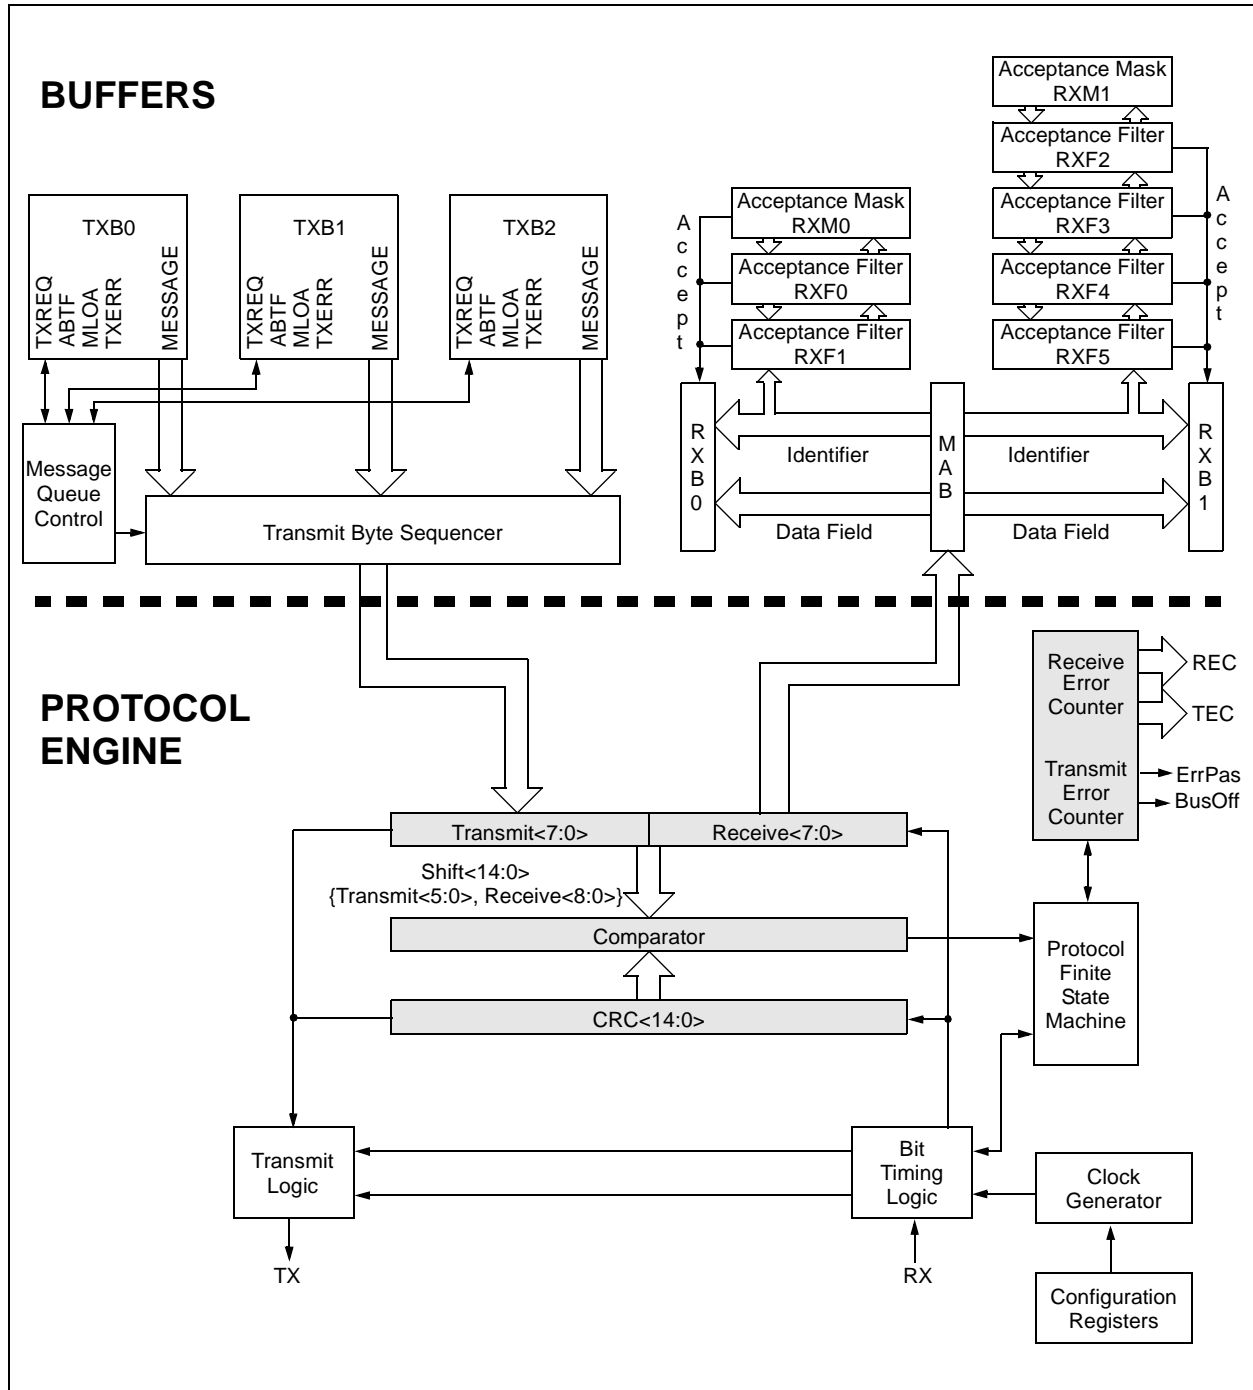 BUFFERS
Acceptance Mask
RXM1
Acceptance Filter
RXF2
Acceptance Filter
RXF3
Acceptance Filter
RXF4
Acceptance Filter
RXF5
Accept
Acceptance Mask
RXM0
Acceptance Filter
RXF0
Acceptance Filter
RXF1
Accept
TXB0
TXREQ
ABTF
MLOA
TXERR
MESSAGE
TXB1
TXREQ
ABTF
MLOA
TXERR
MESSAGE
TXB2
TXREQ
ABTF
MLOA
TXERR
MESSAGE
Message
Queue
Control
Transmit Byte Sequencer
RXB0
Identifier
Data Field
MAB
Identifier
Data Field
RXB1
PROTOCOL
ENGINE
Receive
Error
Counter
REC
TEC
Transmit
Error
Counter
ErrPas
BusOff
Transmit<7:0>
Receive<7:0>
Shift<14:0>
{Transmit<5:0>, Receive<8:0>}
Comparator
CRC<14:0>
Protocol
Finite
State
Machine
Transmit
Logic
Bit
Timing
Logic
Clock
Generator
TX
RX
Configuration
Registers